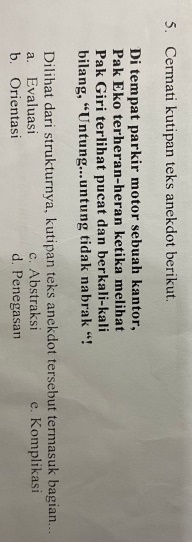 5. Cermati kutipan teks anekdot berikut.
Di tempat parkir motor sebuah kantor,
Pak Eko terheran-heran ketika melihat
Pak Giri terlihat pucat dan berkali-kali
bilang, “Untung...untung tidak nabrak “!
Dilihat dari strukturnya, kutipan teks anekdot tersebut termasuk bagian...
a. Evaluasi c. Abstraksi e. Komplikasi
b. Orientasi d. Penegasan